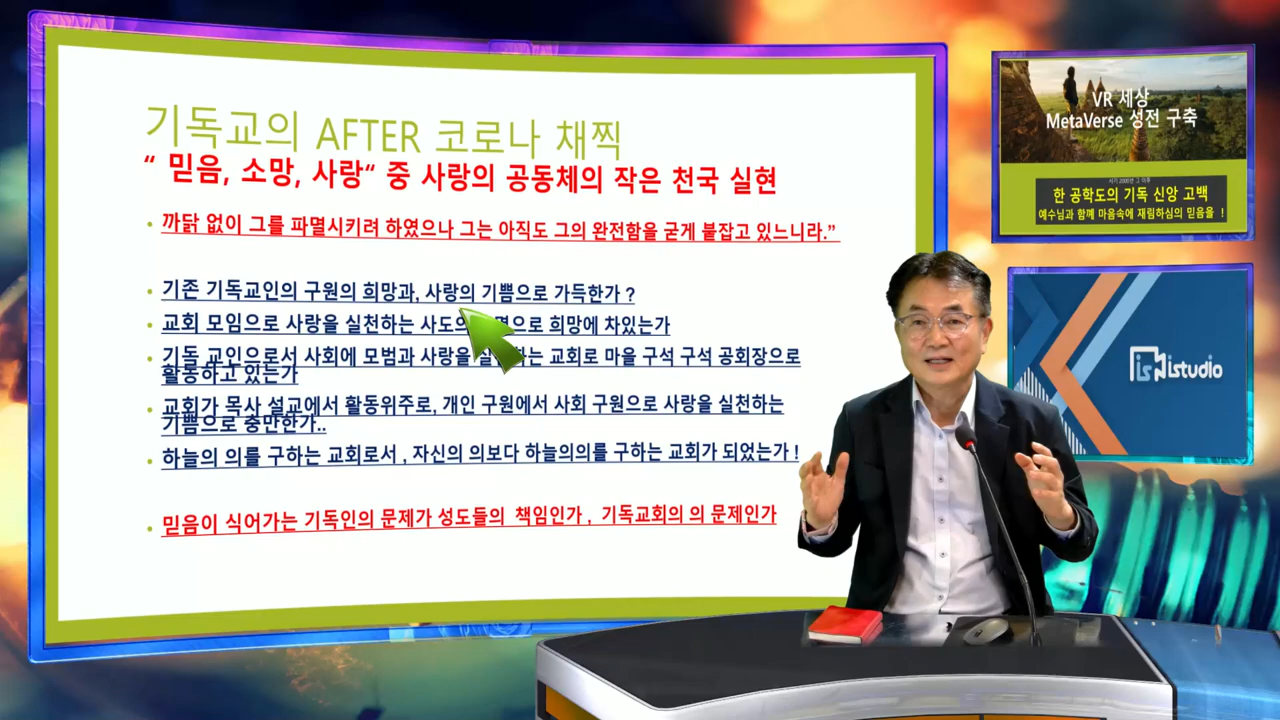 기독교의 AFTER 코로나 채찍
“ 믿음, 소망, 사랑“ 중 사랑의 공동체의 작은 천국 실현
• 까닭 없이 그를 파멸시키려 하였으나 그는 아직도 그의 완전함을 굳게 붙잡고 있느니라.”
• 기존 기독교인의 구원의 희망과, 사랑의 기쁨으로 가득한가 ?
• 교회 모임으로 사랑을 실천하는 사도의 으로 희망에 차있는가
• 기독 교인으로서 사회에 모범과 사랑을 는 교회로 마을 구석 구석 공회장으로
활동하고 있는가
• 교회가 목사 설교에서 활동위주로, 개인 구원에서 사회 구원으로 사랑을 실천하는
기쁨으로 충만한가..
• 하늘의 의를 구하는 교회로서 , 자신의 의보다 하늘의의를 구하는 교회가 되었는가 !
• 믿음이 식어가는 기독인의 문제가 성도들의 책임인가 , 기독교회의 의 문제인가
VR 세상
MetaVerse 성전 구축
서기 2000년 그 이후
한 공학도의 기독 신앙 고백
예수님과 함께 마음속에 재림하심의 믿음을 !
is istudio